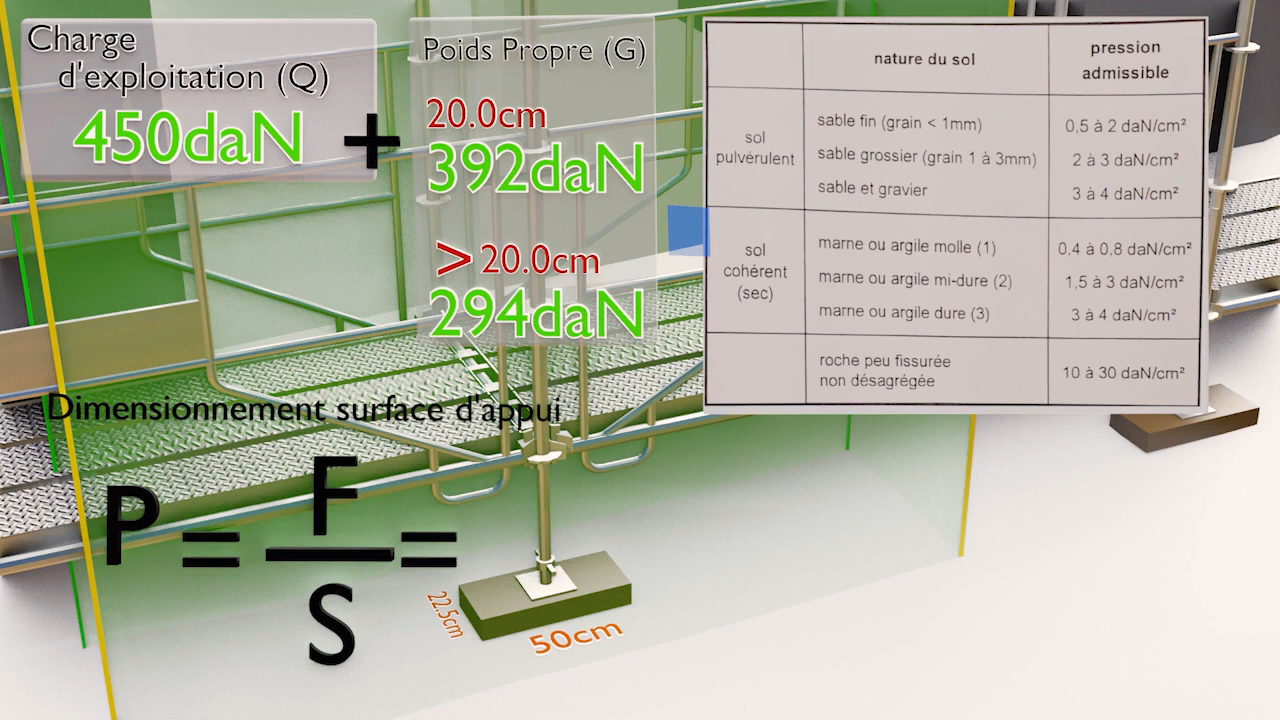 Charge
d'exploitation (Q)
450daN
+
Poids Propre (G)
20.0cm
392daN
> 20.0cm
294daN
nature du sol
pression
admissible
sol
pulvérulent
sable fin (grain < 1mm)
0,5 à 2 daN/cm²
sable grossier (grain 1 à 3mm)
2 à 3 daN/cm²
sable et gravier
3 à 4 daN/cm²
sol
cohérent
(sec)
marne ou argile molle (1)
0,4 à 0,8 daN/cm²
marne ou argile mi-dure (2)
1,5 à 3 daN/cm²
marne ou argile dure (3)
3 à 4 daN/cm²
roche peu fissurée
non désagrégée
10 à 30 daN/cm²
Dimensionnement surface d'appui
P = F =
S
22.5cm
50cm